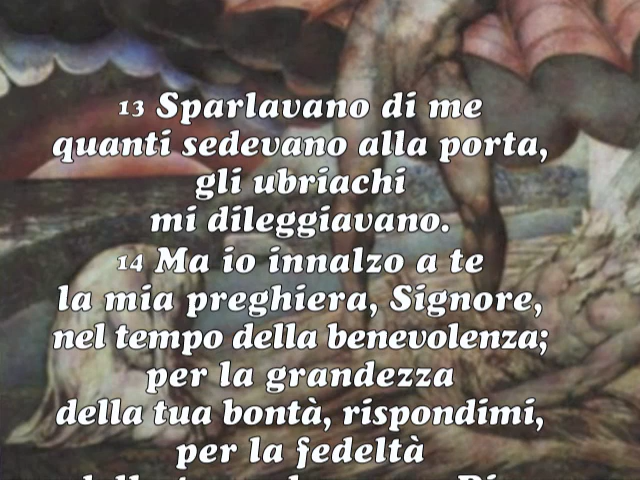 13 Sparlavano di me
quanti sedevano alla porta,
gli ubriachi
mi dileggiavano.
14 Ma io innalzo a te
la mia preghiera, Signore,
nel tempo della benevolenza;
per la grandezza
della tua bontà, rispondimi,
per la fedeltà